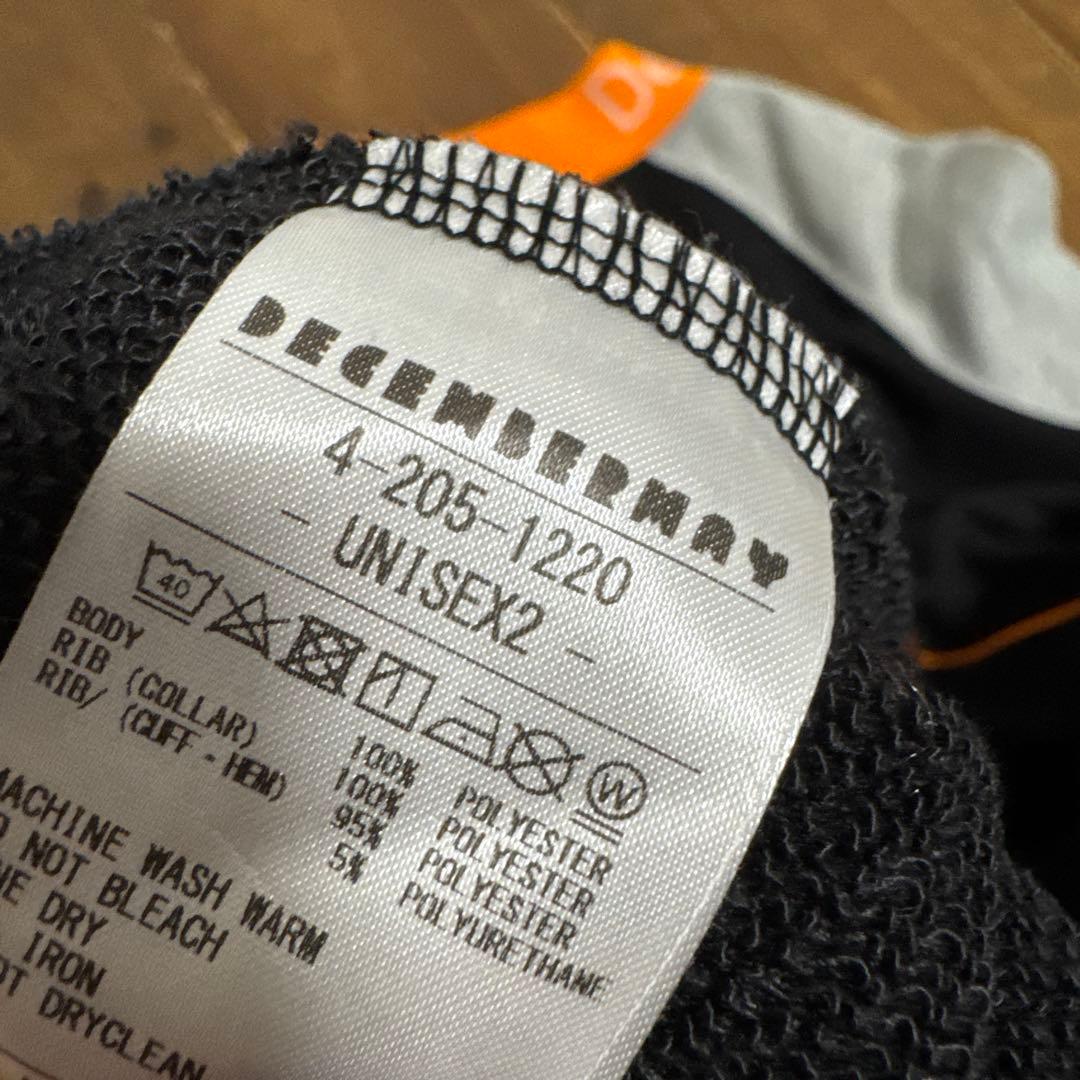 DECEMBERMAY
4-205-1220
- UNISEX2 -
40
W
BODY 100% POLYESTER
RIB (COLLAR) 100% POLYESTER
RIB/ (CUFF - HEM) 95% POLYESTER
5% POLYURETHANE
MACHINE WASH WARM
NOT BLEACH
DRY
IRON
DRYCLEAN